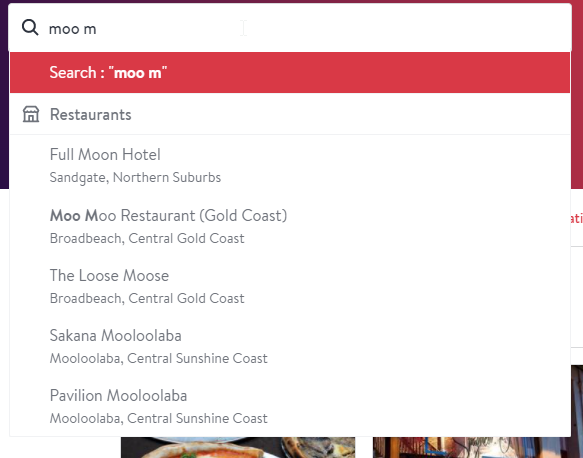 moo m
Search : "moo m"
Restaurants
Full Moon Hotel
Sandgate, Northern Suburbs
Moo Moo Restaurant (Gold Coast)
Broadbeach, Central Gold Coast
The Loose Moose
Broadbeach, Central Gold Coast
Sakana Mooloolaba
Mooloolaba, Central Sunshine Coast
Pavilion Mooloolaba
Mooloolaba, Central Sunshine Coast